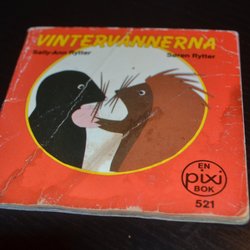 VINTERVÄNNERNA
Sally-Ann Rytter Søren Rytter
EN
pixi
BOK
521